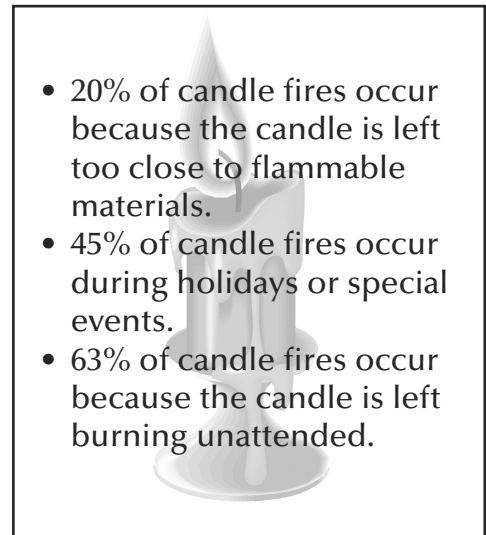 • 20% of candle fires occur
because the candle is left
too close to flammable
materials.
• 45% of candle fires occur
during holidays or special
events.
• 63% of candle fires occur
because the candle is left
burning unattended.